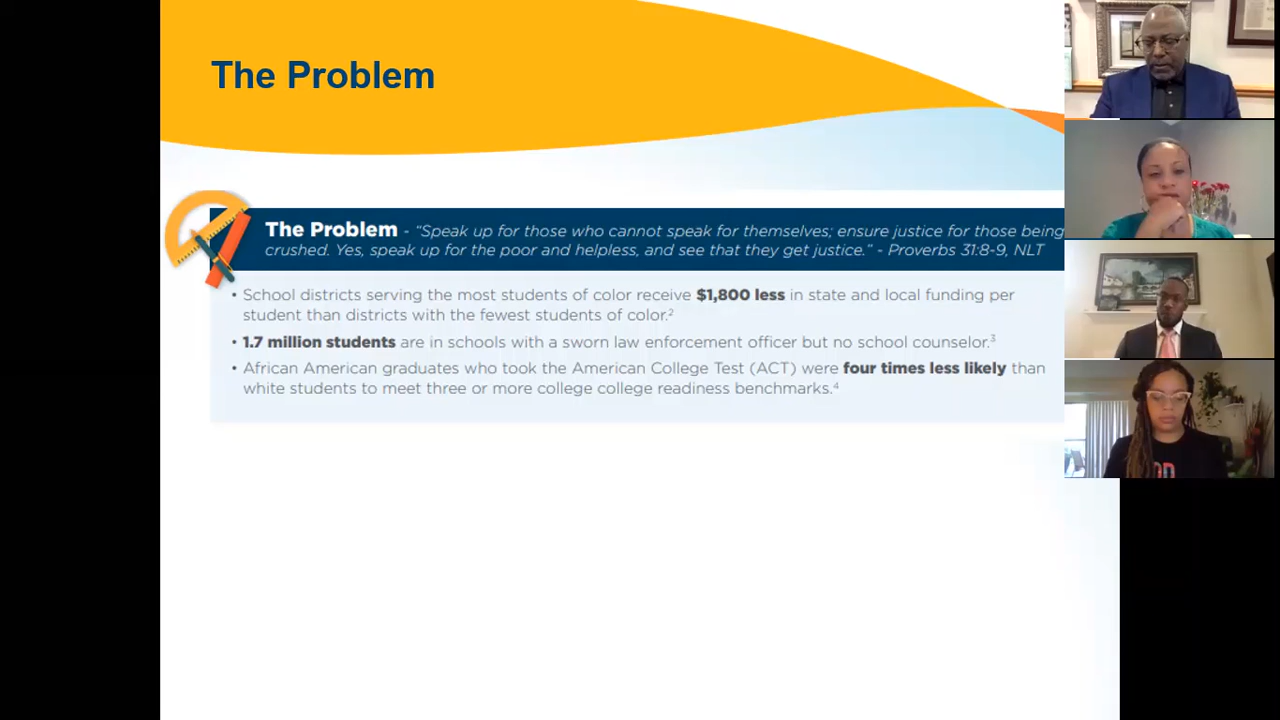 The Problem
The Problem - “Speak up for those who cannot speak for themselves; ensure justice for those being
crushed. Yes, speak up for the poor and helpless, and see that they get justice.” - Proverbs 31:8-9, NLT
• School districts serving the most students of color receive $1,800 less in state and local funding per
student than districts with the fewest students of color.²
• 1.7 million students are in schools with a sworn law enforcement officer but no school counselor.³
• African American graduates who took the American College Test (ACT) were four times less likely than
white students to meet three or more college college readiness benchmarks.⁴